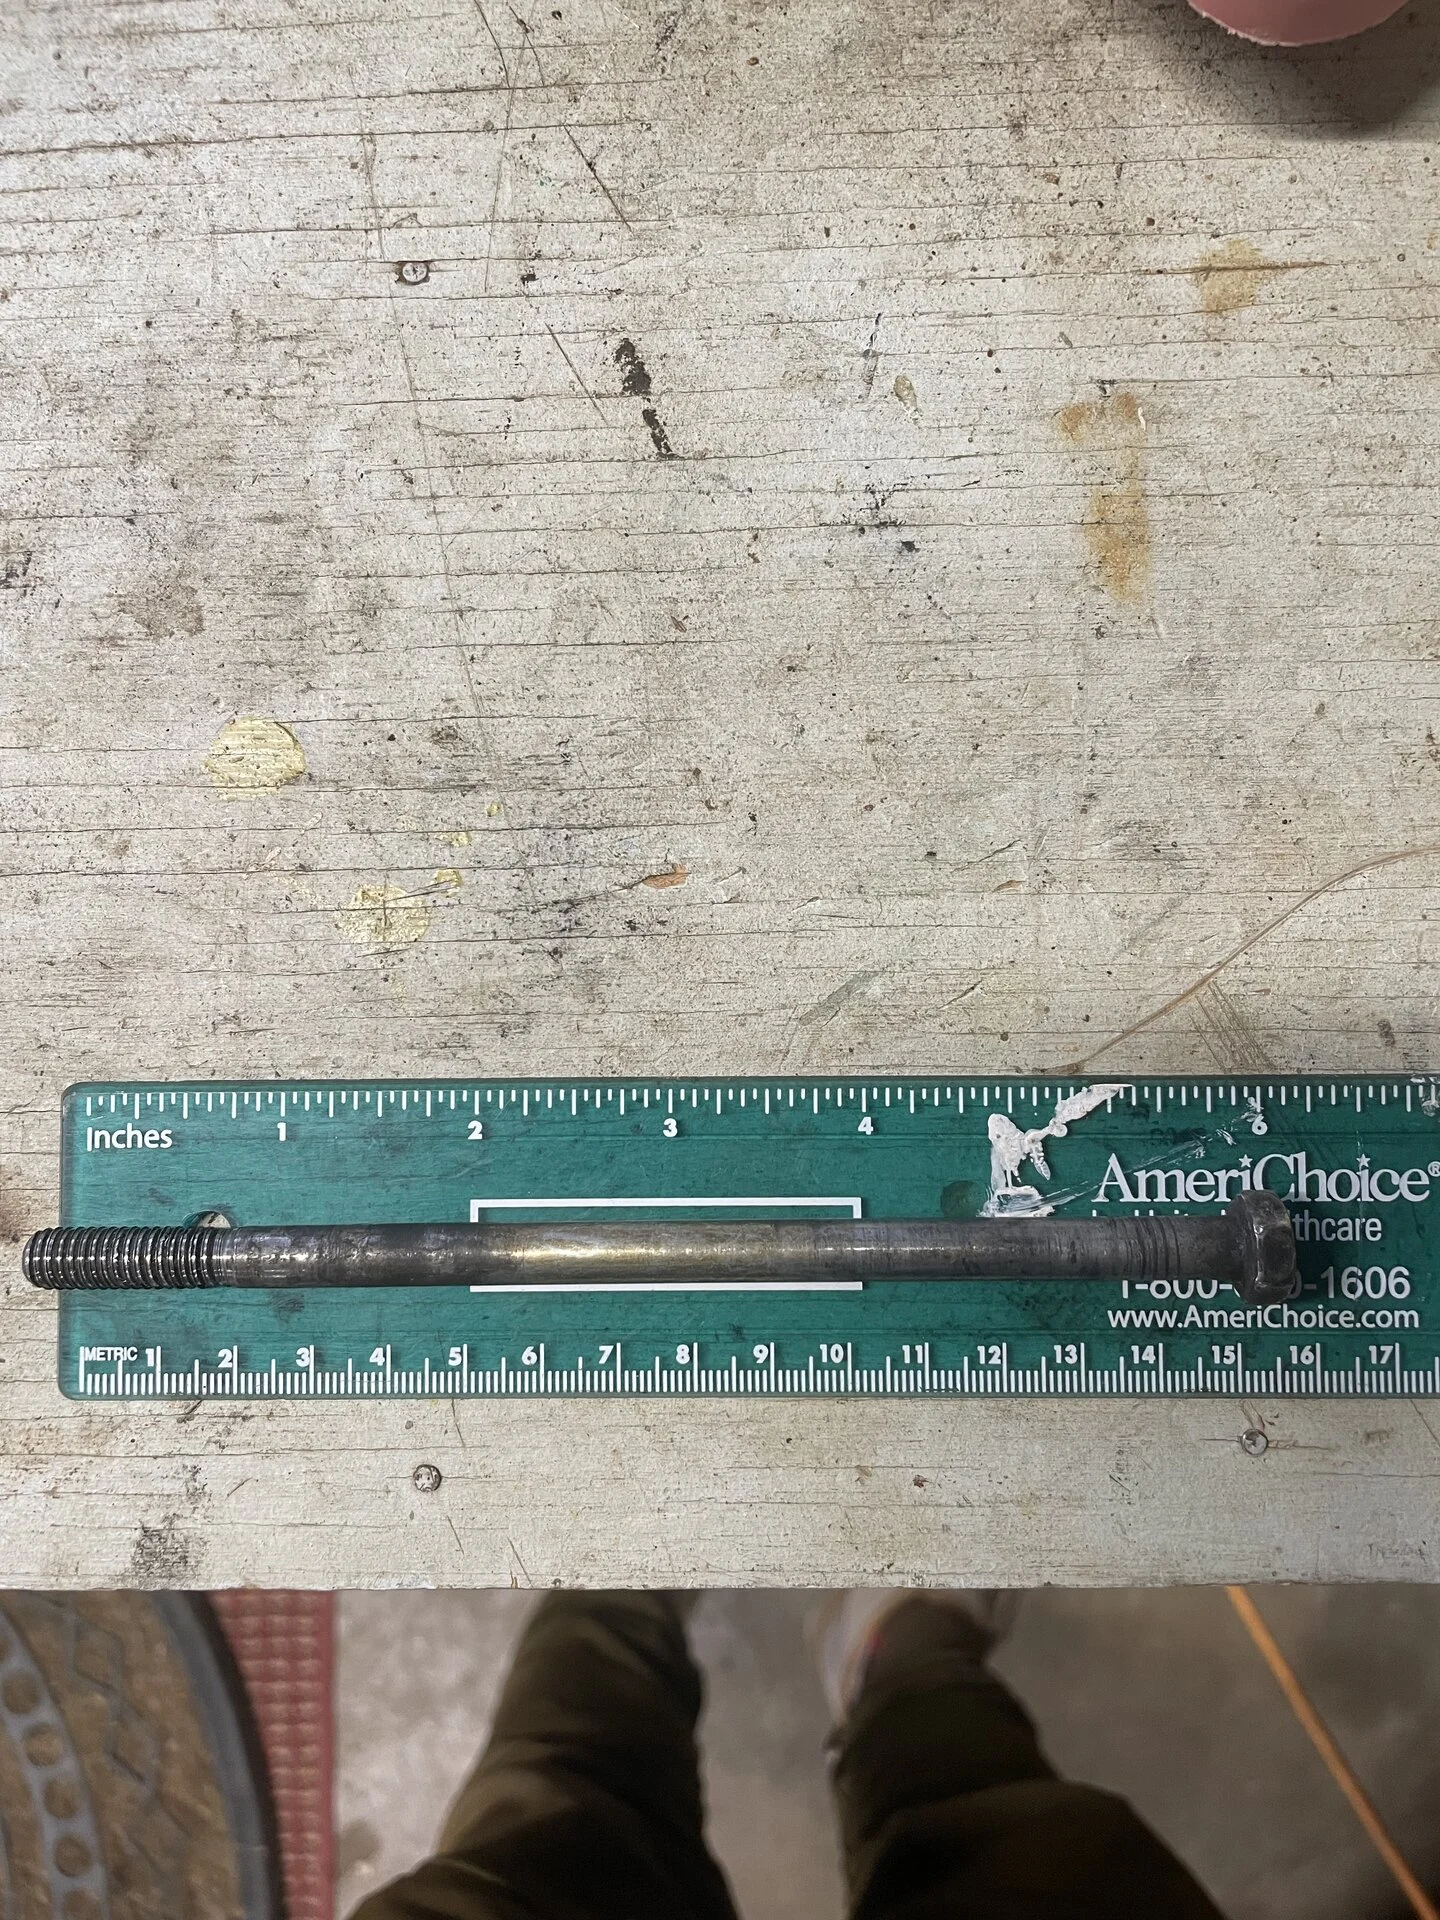 1 2 3 4 6
Inches
AmeriChoice®
thcare
1-800- 0-1606
www.AmeriChoice.com
METRIC 1 2 3 4 5 6 7 8 9 10 11 12 13 14 15 16 17